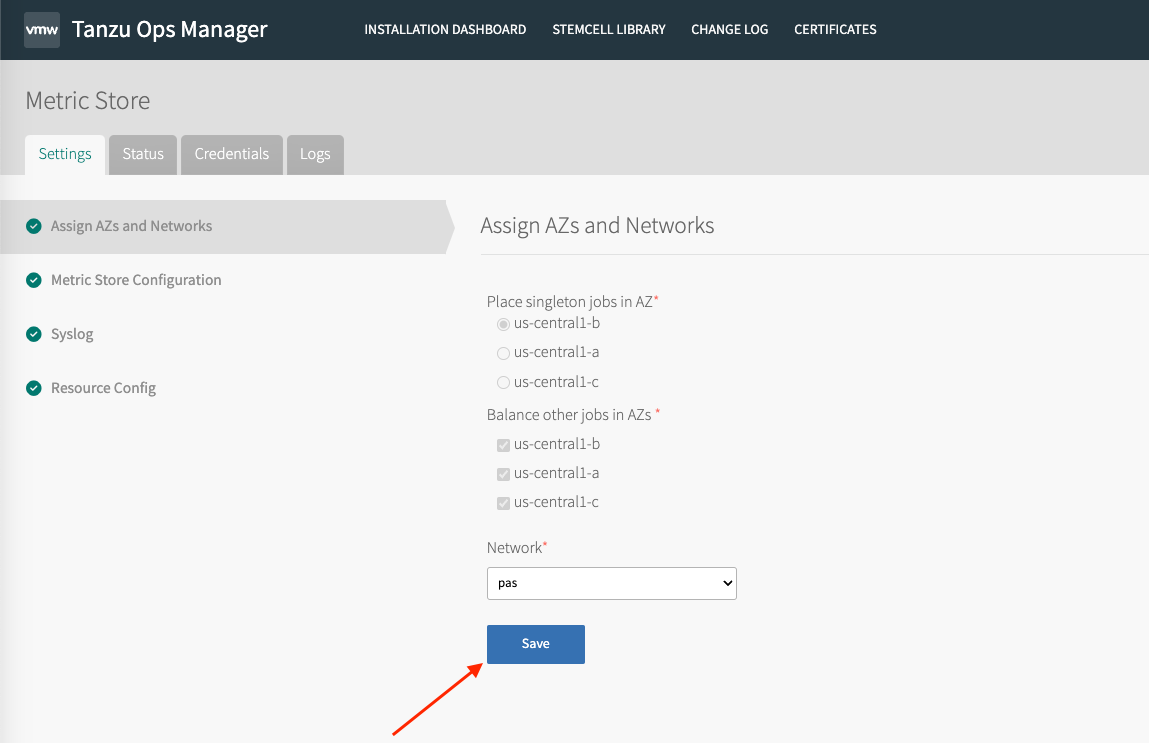 vmw Tanzu Ops Manager INSTALLATION DASHBOARD STEMCELL LIBRARY CHANGE LOG CERTIFICATES
Metric Store
Settings Status Credentials Logs
Assign AZs and Networks
Metric Store Configuration
Syslog
Resource Config
Assign AZs and Networks
Place singleton jobs in AZ*
us-central1-b
us-central1-a
us-central1-c
Balance other jobs in AZs *
us-central1-b
us-central1-a
us-central1-c
Network*
pas
Save